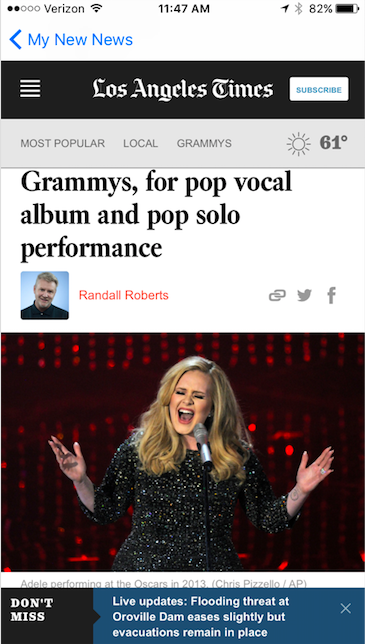 Verizon 11:47 AM 82%
My New News
Los Angeles Times SUBSCRIBE
MOST POPULAR LOCAL GRAMMYS 61°
Grammys, for pop vocal
album and pop solo
performance
Randall Roberts
Adele performing at the Oscars in 2013. (Chris Pizzello / AP)
DON'T
MISS
Live updates: Flooding threat at
Oroville Dam eases slightly but
evacuations remain in place